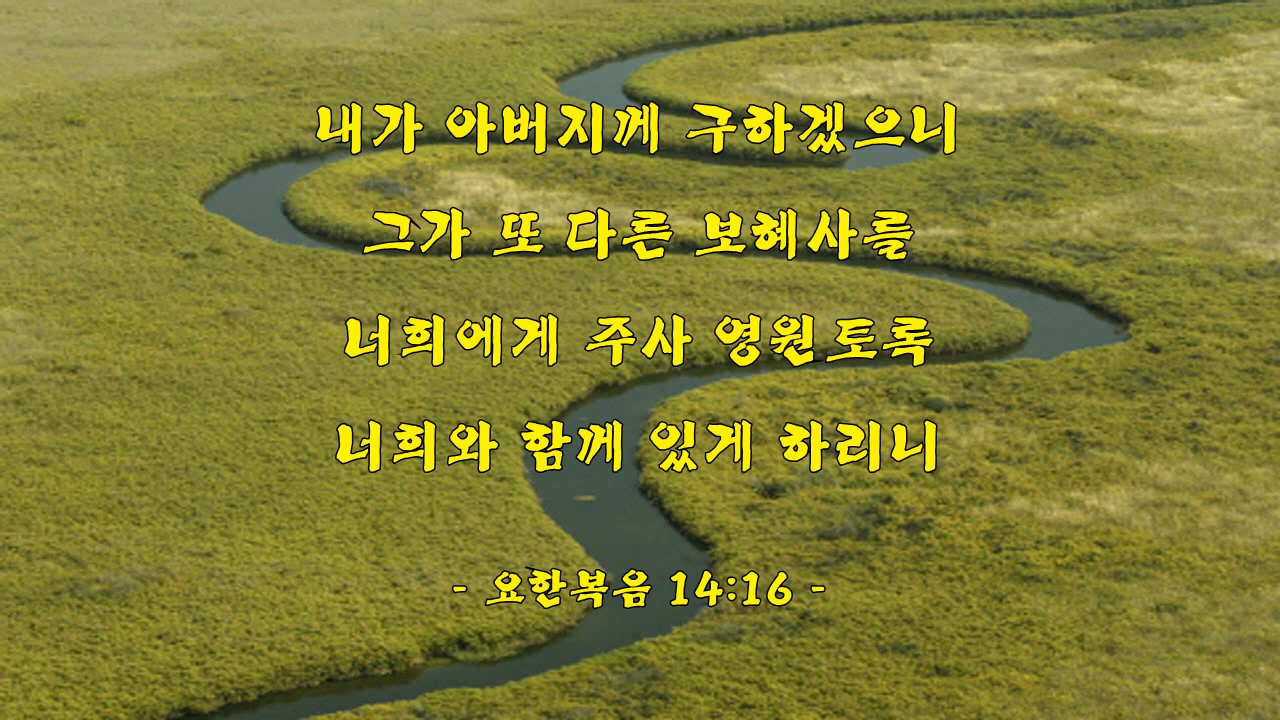 내가 아버지께 구하겠으니
그가 또 다른 보혜사를
너희에게 주사 영원토록
너희와 함께 있게 하리니
- 요한복음 14:16 -